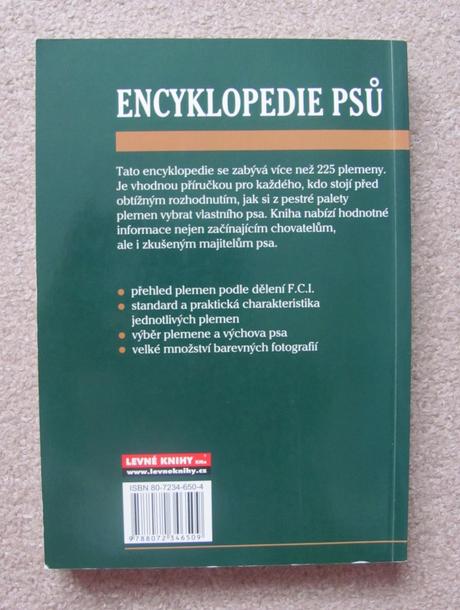 ENCYKLOPEDIE PSŮ
Tato encyklopedie se zabývá více než 225 plemeny.
Je vhodnou příručkou pro každého, kdo stojí před
obtížným rozhodnutím, jak si z pestré palety
plemen vybrat vlastního psa. Kniha nabízí hodnotné
informace nejen začínajícím chovatelům,
ale i zkušeným majitelům psa.
přehled plemen podle dělení F.C.I.
standard a praktická charakteristika
jednotlivých plemen
výběr plemene a výchova psa
velké množství barevných fotografií
LEVNÉ KNIHY
www.levneknihy.cz
ISBN 80-7234-650-4
9 788072 346509